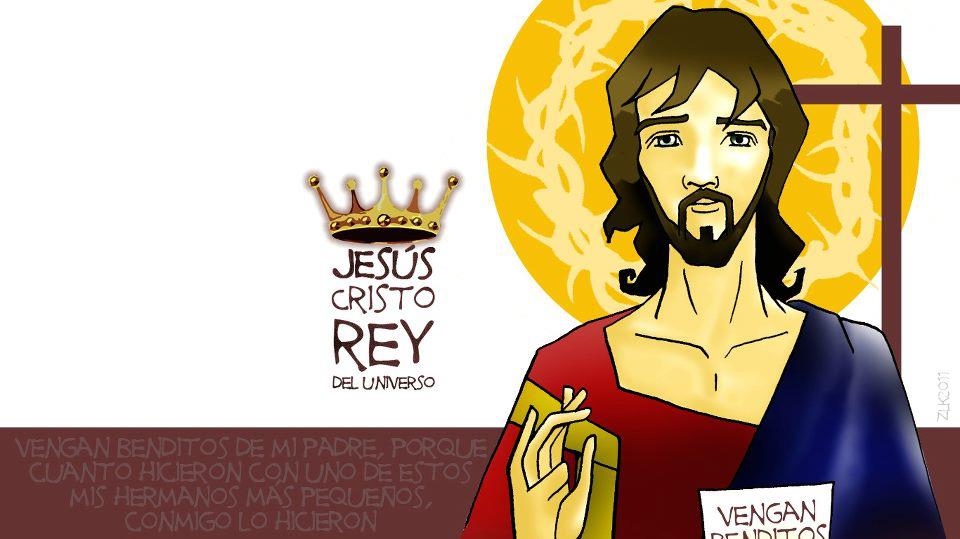 JESÚS
CRISTO
REY
DEL UNIVERSO
VENGAN BENDITOS DE MI PADRE, PORQUE
CUANTO HICIERON CON UNO DE ESTOS
MIS HERMANOS MÁS PEQUEÑOS,
CONMIGO LO HICIERON
VENGAN
BENDITOS
ZLK2011